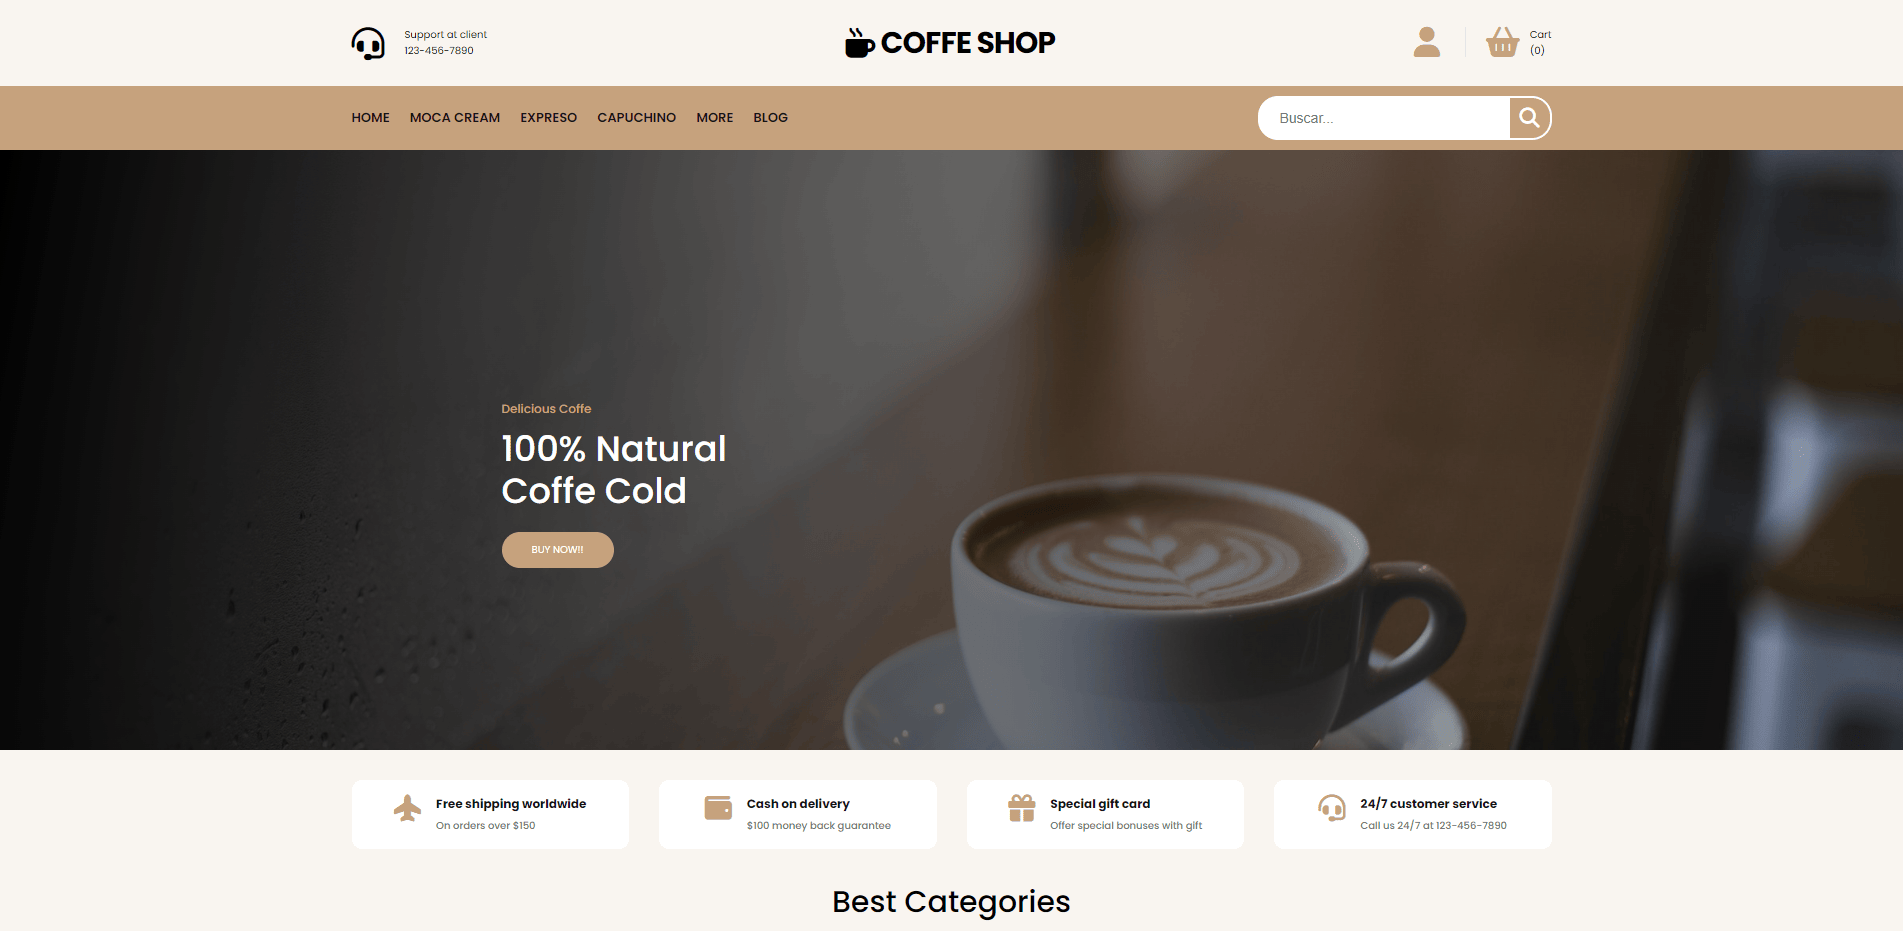 Support at client
123-456-7890
COFFE SHOP
Cart
(0)
HOME MOCA CREAM EXPRESO CAPUCHINO MORE BLOG
Buscar...
Delicious Coffe
100% Natural
Coffe Cold
BUY NOW!!
Free shipping worldwide
On orders over $150
Cash on delivery
$100 money back guarantee
Special gift card
Offer special bonuses with gift
24/7 customer service
Call us 24/7 at 123-456-7890
Best Categories